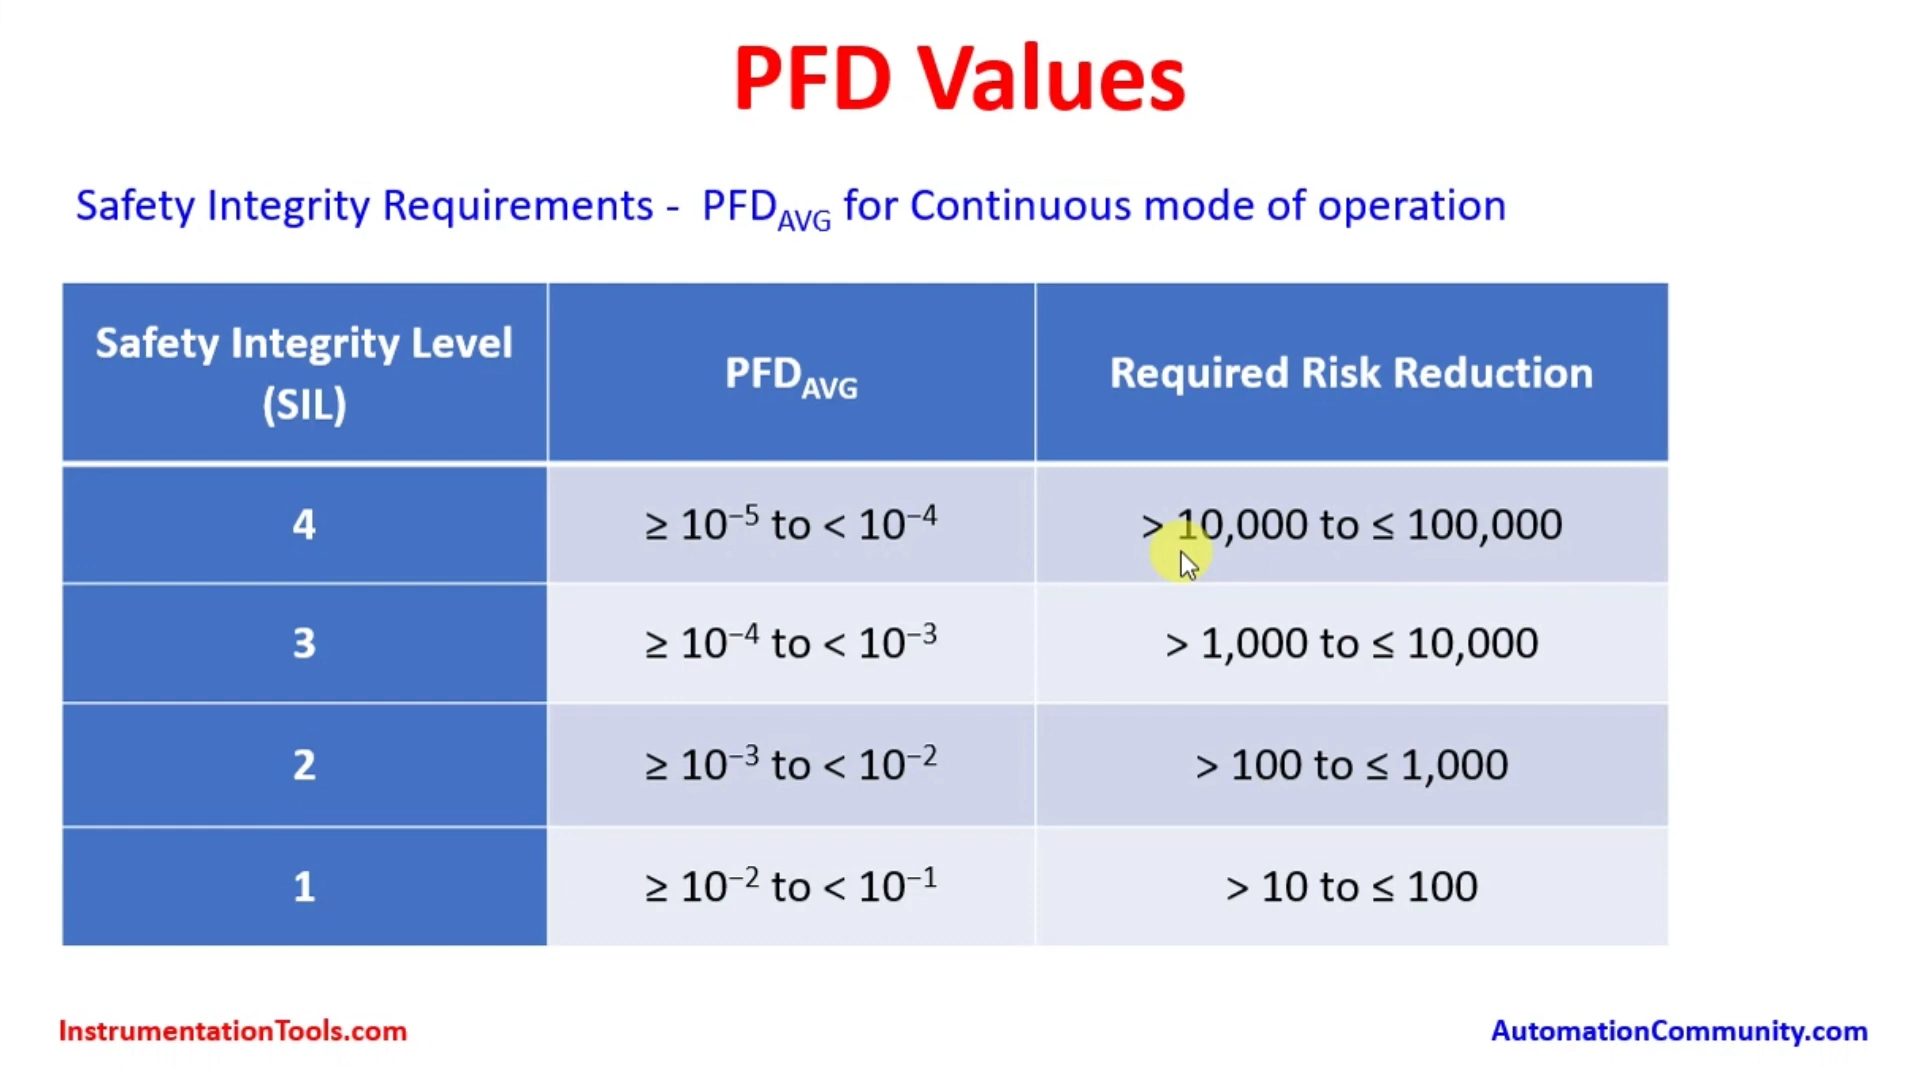 PFD Values
Safety Integrity Requirements - PFD_AVG for Continuous mode of operation
Safety Integrity Level
(SIL)
PFD_AVG
Required Risk Reduction
4
≥ 10⁻⁵ to < 10⁻⁴
> 10,000 to ≤ 100,000
3
≥ 10⁻⁴ to < 10⁻³
> 1,000 to ≤ 10,000
2
≥ 10⁻³ to < 10⁻²
> 100 to ≤ 1,000
1
≥ 10⁻² to < 10⁻¹
> 10 to ≤ 100
InstrumentationTools.com
AutomationCommunity.com